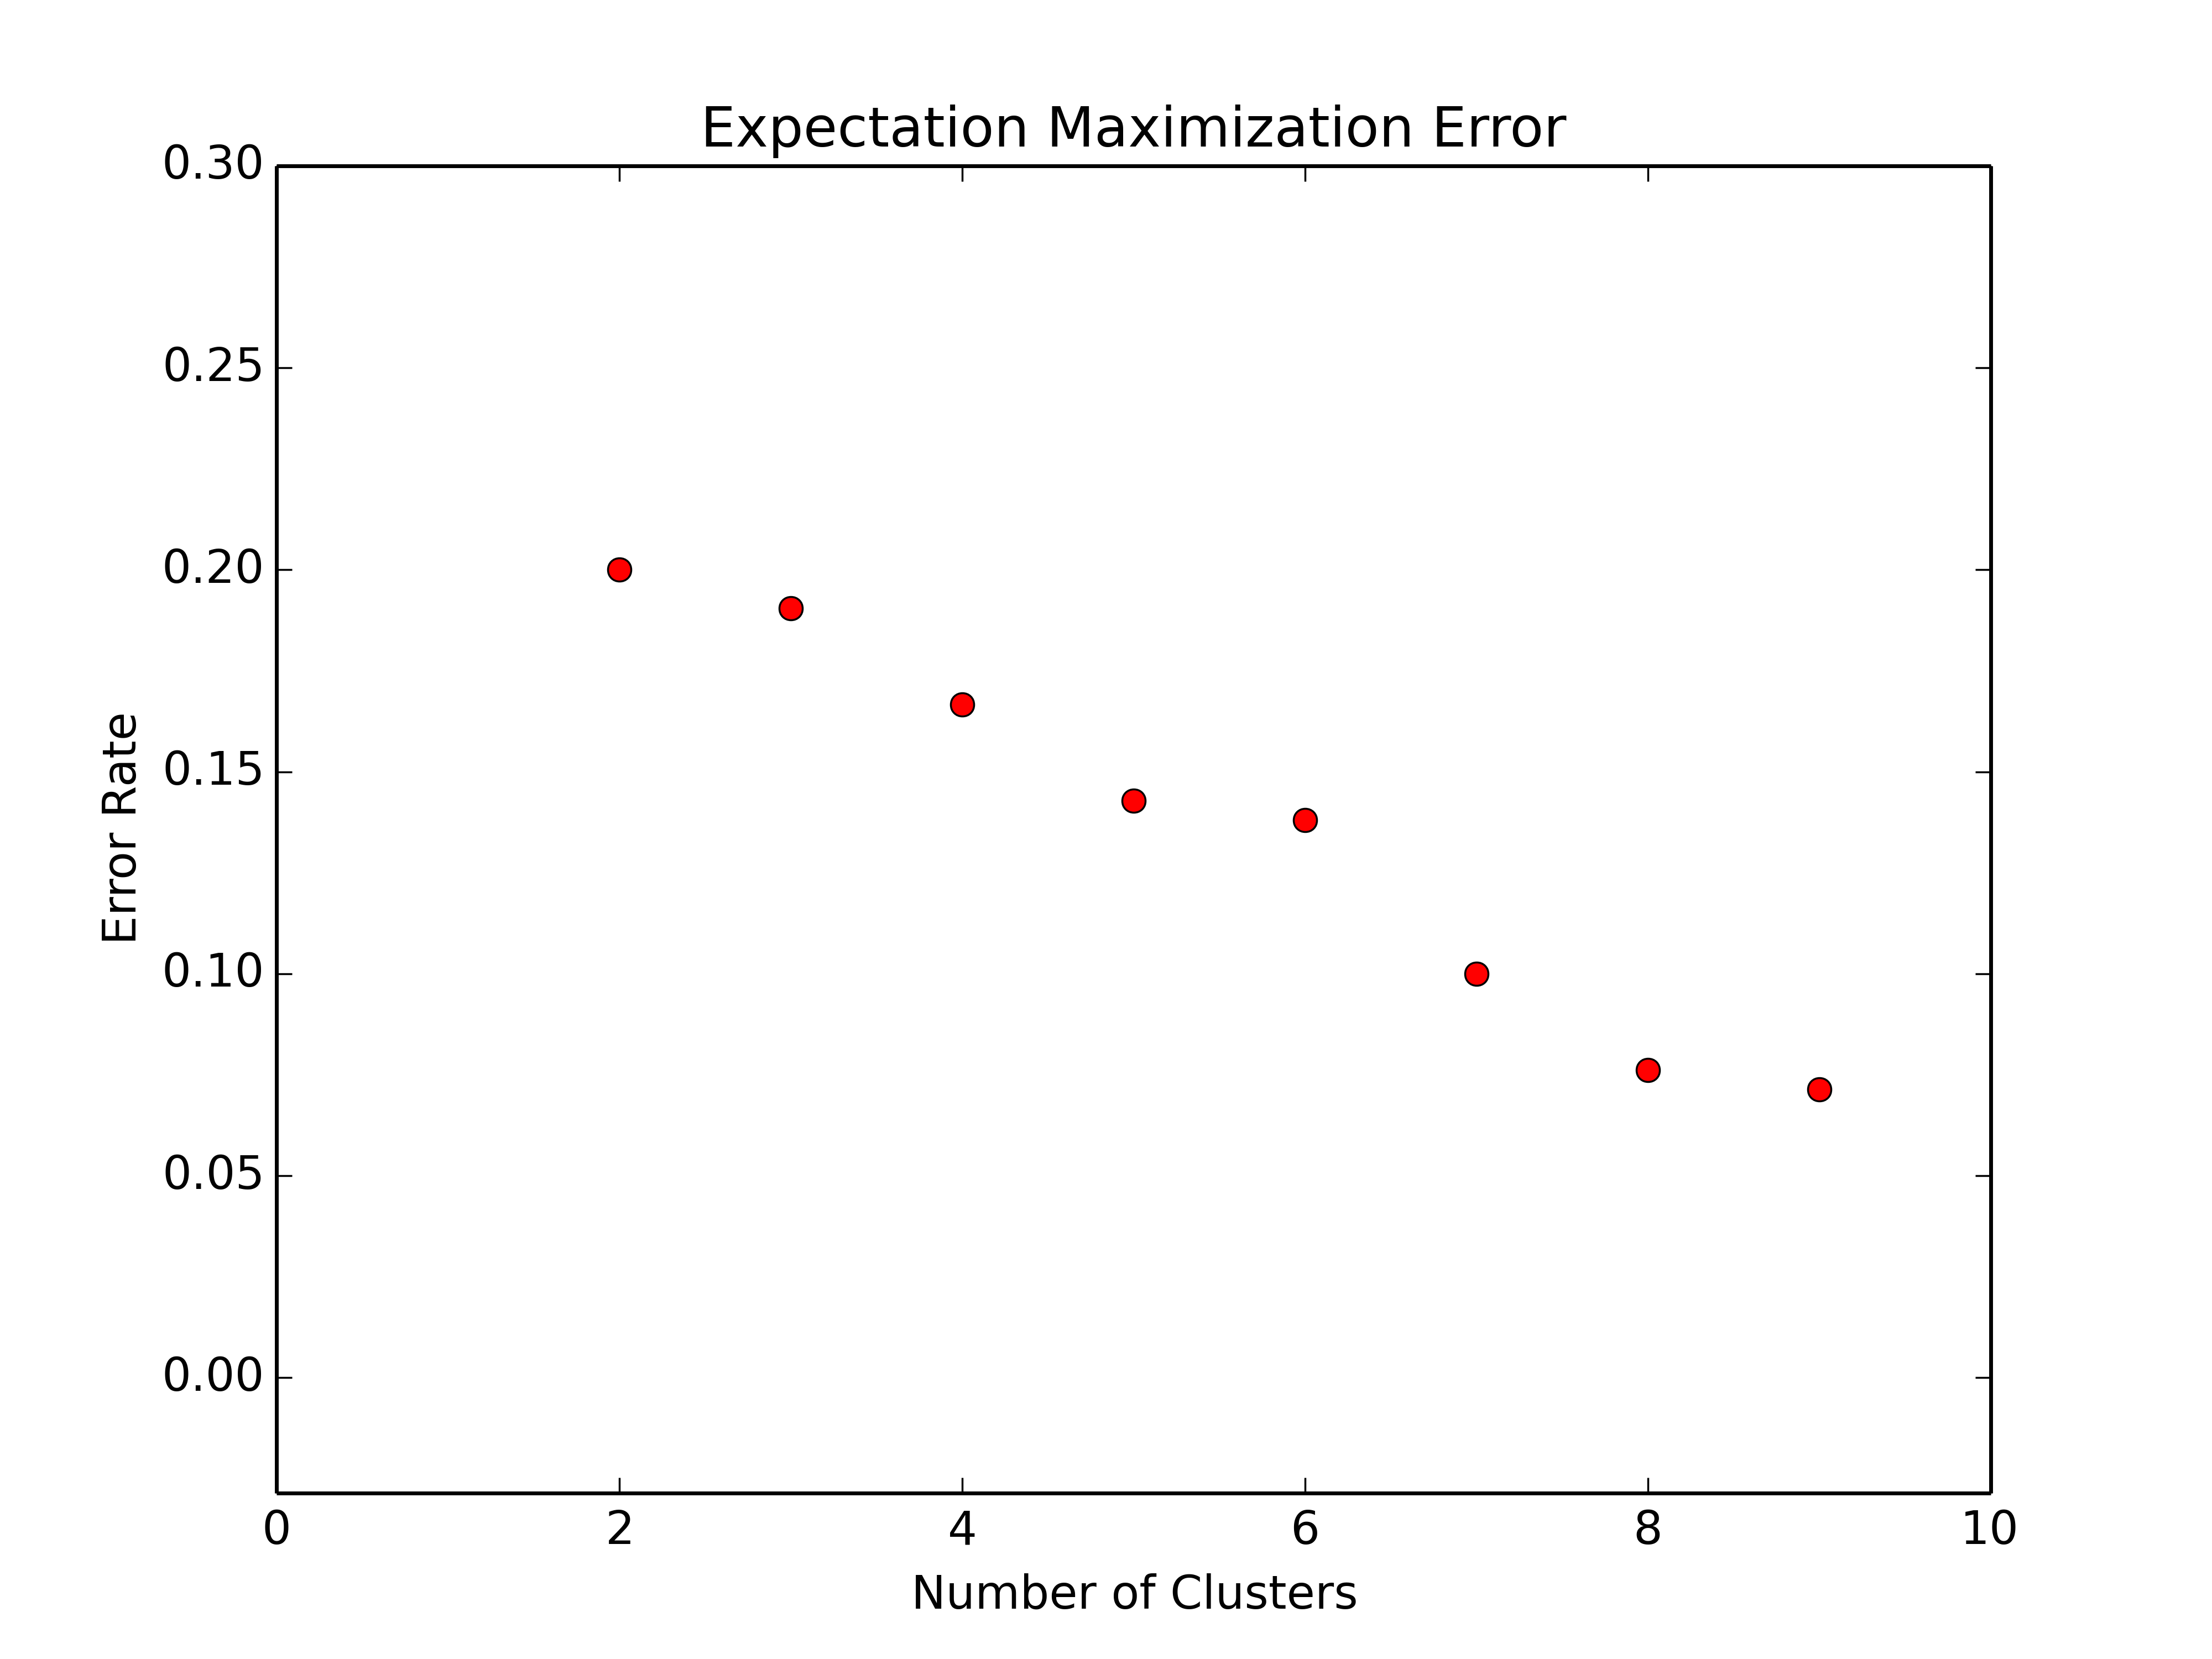 Expectation Maximization Error
0.30
0.25
0.20
0.15
0.10
0.05
0.00
Error Rate
0 2 4 6 8 10
Number of Clusters